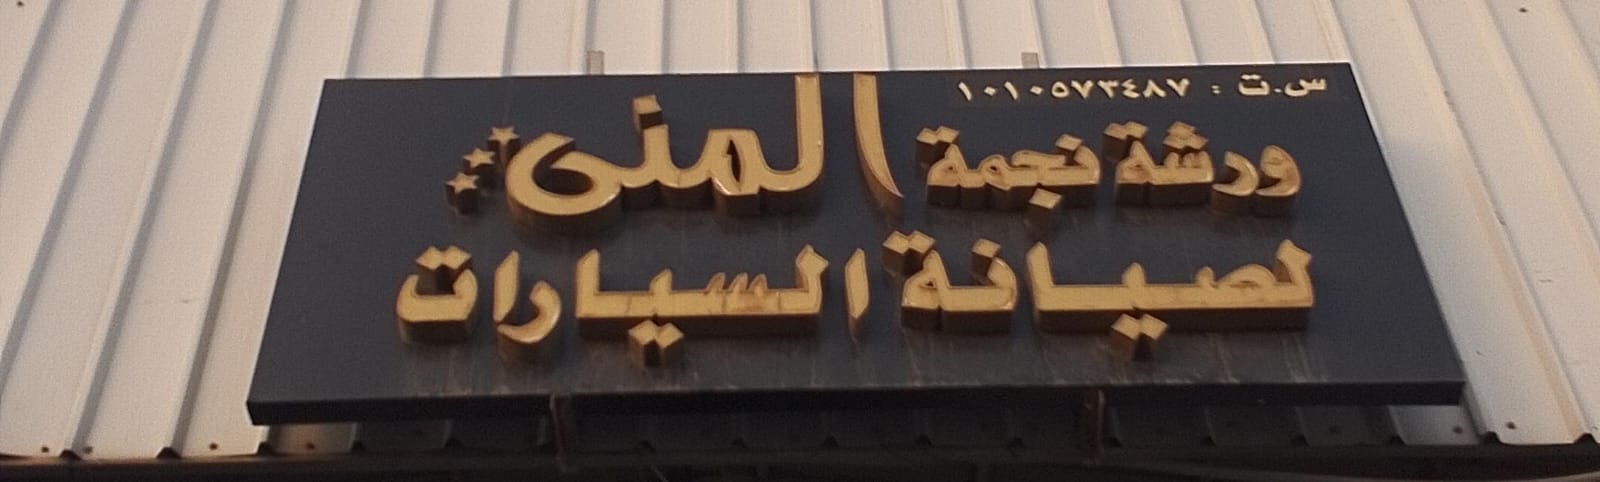 س.ت : ١٠١٠٥٧٣٤٨٧
ورشة نجمة المنى
لصيانة السيارات